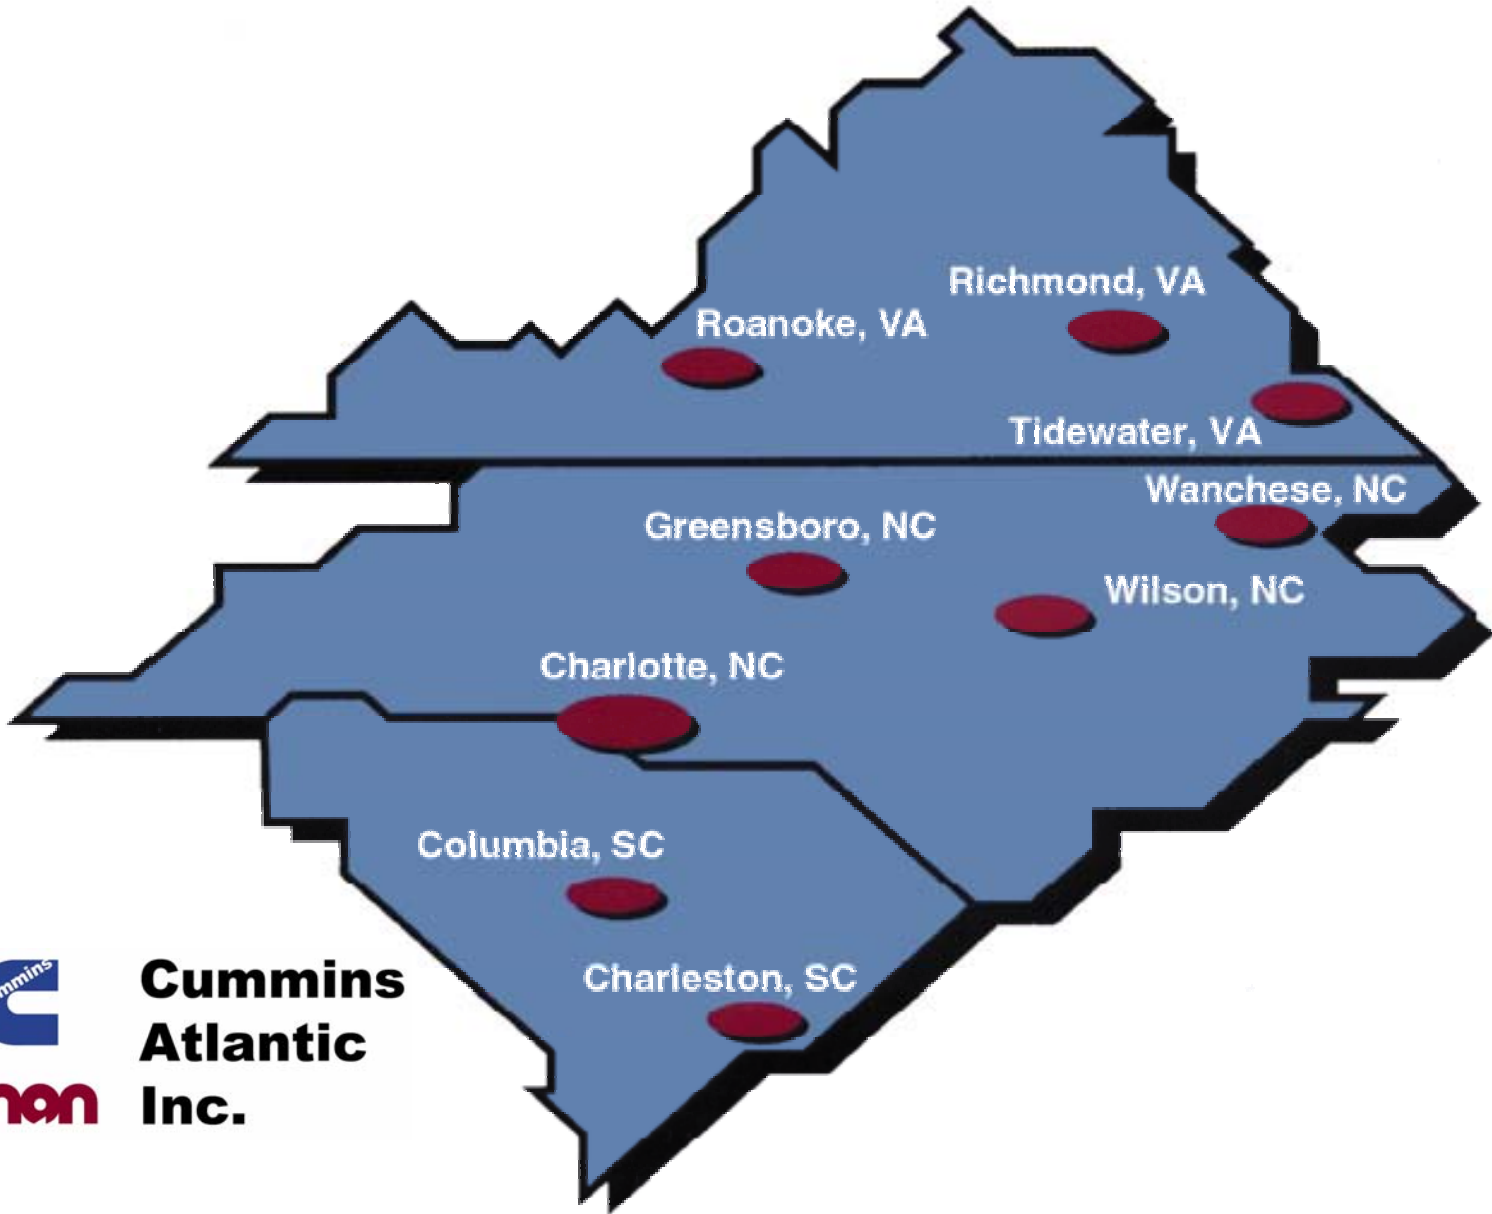 Richmond, VA
Roanoke, VA
Tidewater, VA
Wanchese, NC
Greensboro, NC
Wilson, NC
Charlotte, NC
Columbia, SC
Charleston, SC
Cummins
Atlantic
Inc.